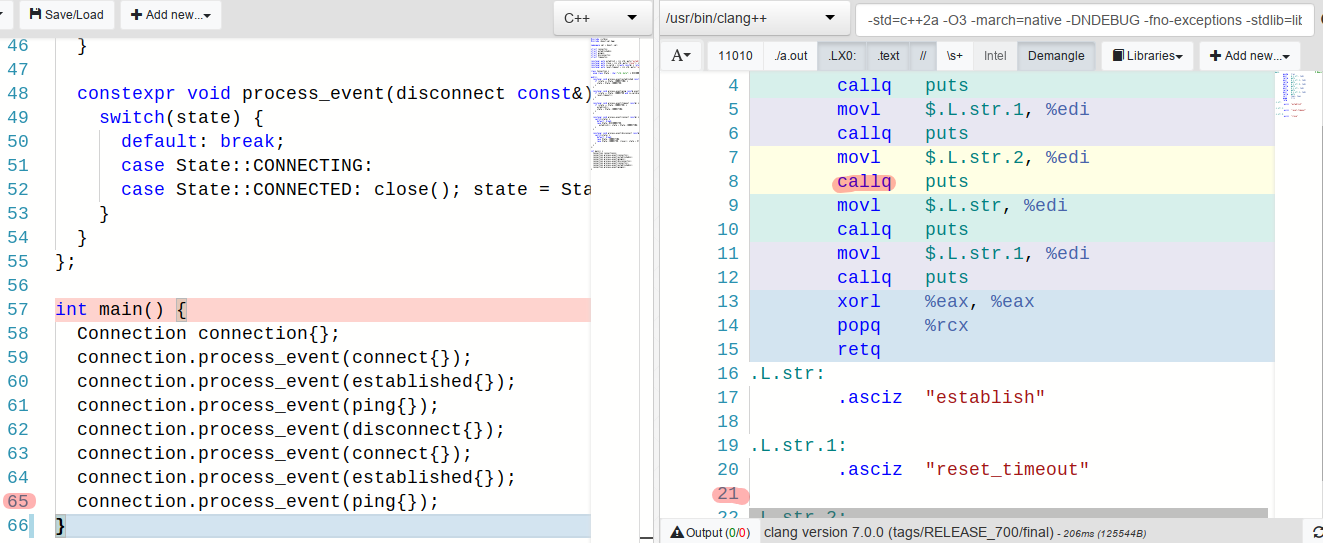 Save/Load
Add new...
C++
46 }
47
48 constexpr void process_event(disconnect const&)
49 switch(state) {
50 default: break;
51 case State::CONNECTING:
52 case State::CONNECTED: close(); state = Sta
53 }
54 }
55 };
56
57 int main() {
58 Connection connection{};
59 connection.process_event(connect{});
60 connection.process_event(established{});
61 connection.process_event(ping{});
62 connection.process_event(disconnect{});
63 connection.process_event(connect{});
64 connection.process_event(established{});
65 connection.process_event(ping{});
66 }
/usr/bin/clang++
-std=c++2a -O3 -march=native -DNDEBUG -fno-exceptions -stdlib=lib
A 11010 ./a.out .LX0: .text // \s+ Intel Demangle Libraries Add new...
4 callq puts
5 movl $.L.str.1, %edi
6 callq puts
7 movl $.L.str.2, %edi
8 callq puts
9 movl $.L.str, %edi
10 callq puts
11 movl $.L.str.1, %edi
12 callq puts
13 xorl %eax, %eax
14 popq %rcx
15 retq
16 .L.str:
17 .asciz "establish"
18
19 .L.str.1:
20 .asciz "reset_timeout"
21
22 .L.str.2:
Output (0/0) clang version 7.0.0 (tags/RELEASE_700/final) - 206ms (125544B)